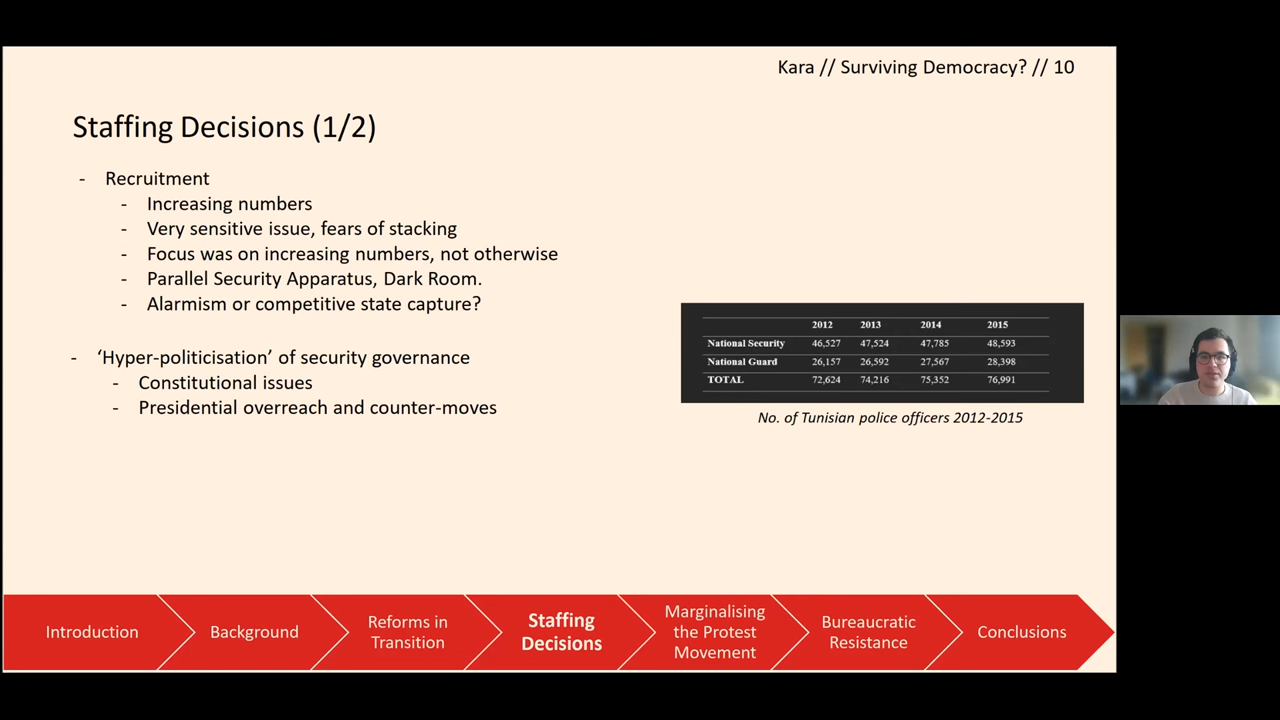 Kara // Surviving Democracy? // 10
Staffing Decisions (1/2)
- Recruitment
- Increasing numbers
- Very sensitive issue, fears of stacking
- Focus was on increasing numbers, not otherwise
- Parallel Security Apparatus, Dark Room.
- Alarmism or competitive state capture?
- ‘Hyper-politicisation’ of security governance
- Constitutional issues
- Presidential overreach and counter-moves
2012 2013 2014 2015
National Security 46,527 47,524 47,785 48,593
National Guard 26,157 26,592 27,567 28,398
TOTAL 72,624 74,216 75,352 76,991
No. of Tunisian police officers 2012-2015
Introduction
Background
Reforms in
Transition
Staffing
Decisions
Marginalising
the Protest
Movement
Bureaucratic
Resistance
Conclusions